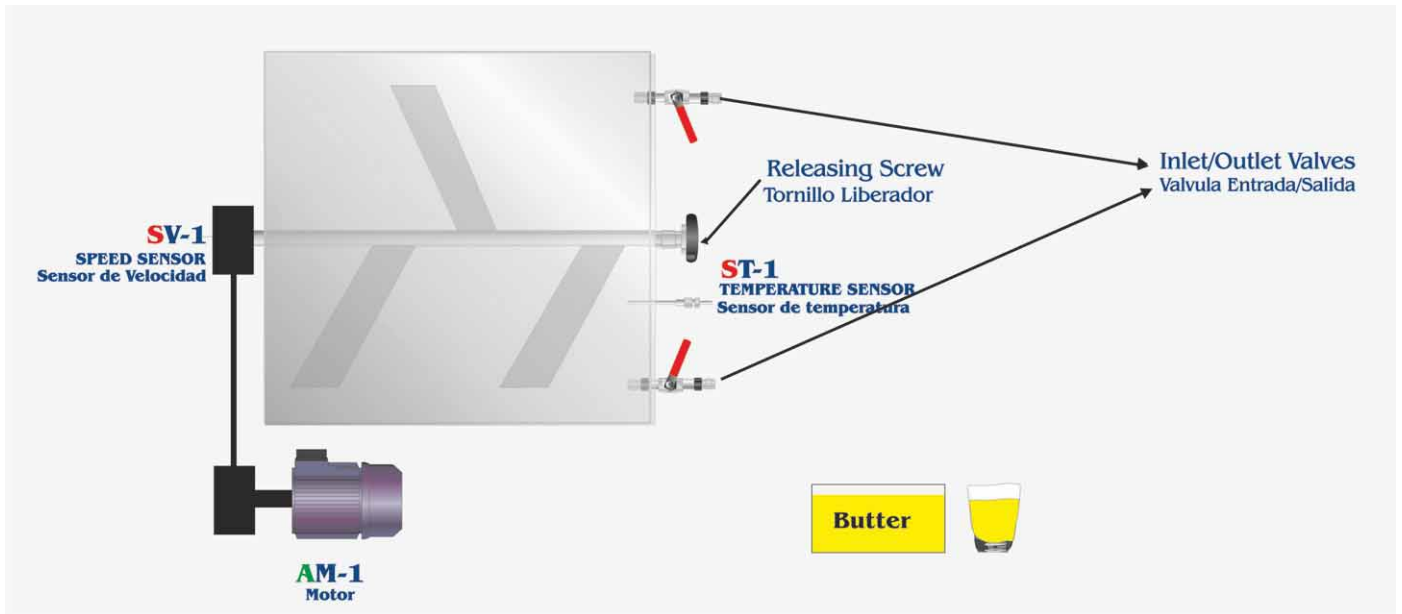 Releasing Screw
Tornillo Liberador
Inlet/Outlet Valves
Valvula Entrada/Salida
SV-1
SPEED SENSOR
Sensor de Velocidad
ST-1
TEMPERATURE SENSOR
Sensor de temperatura
Butter
AM-1
Motor